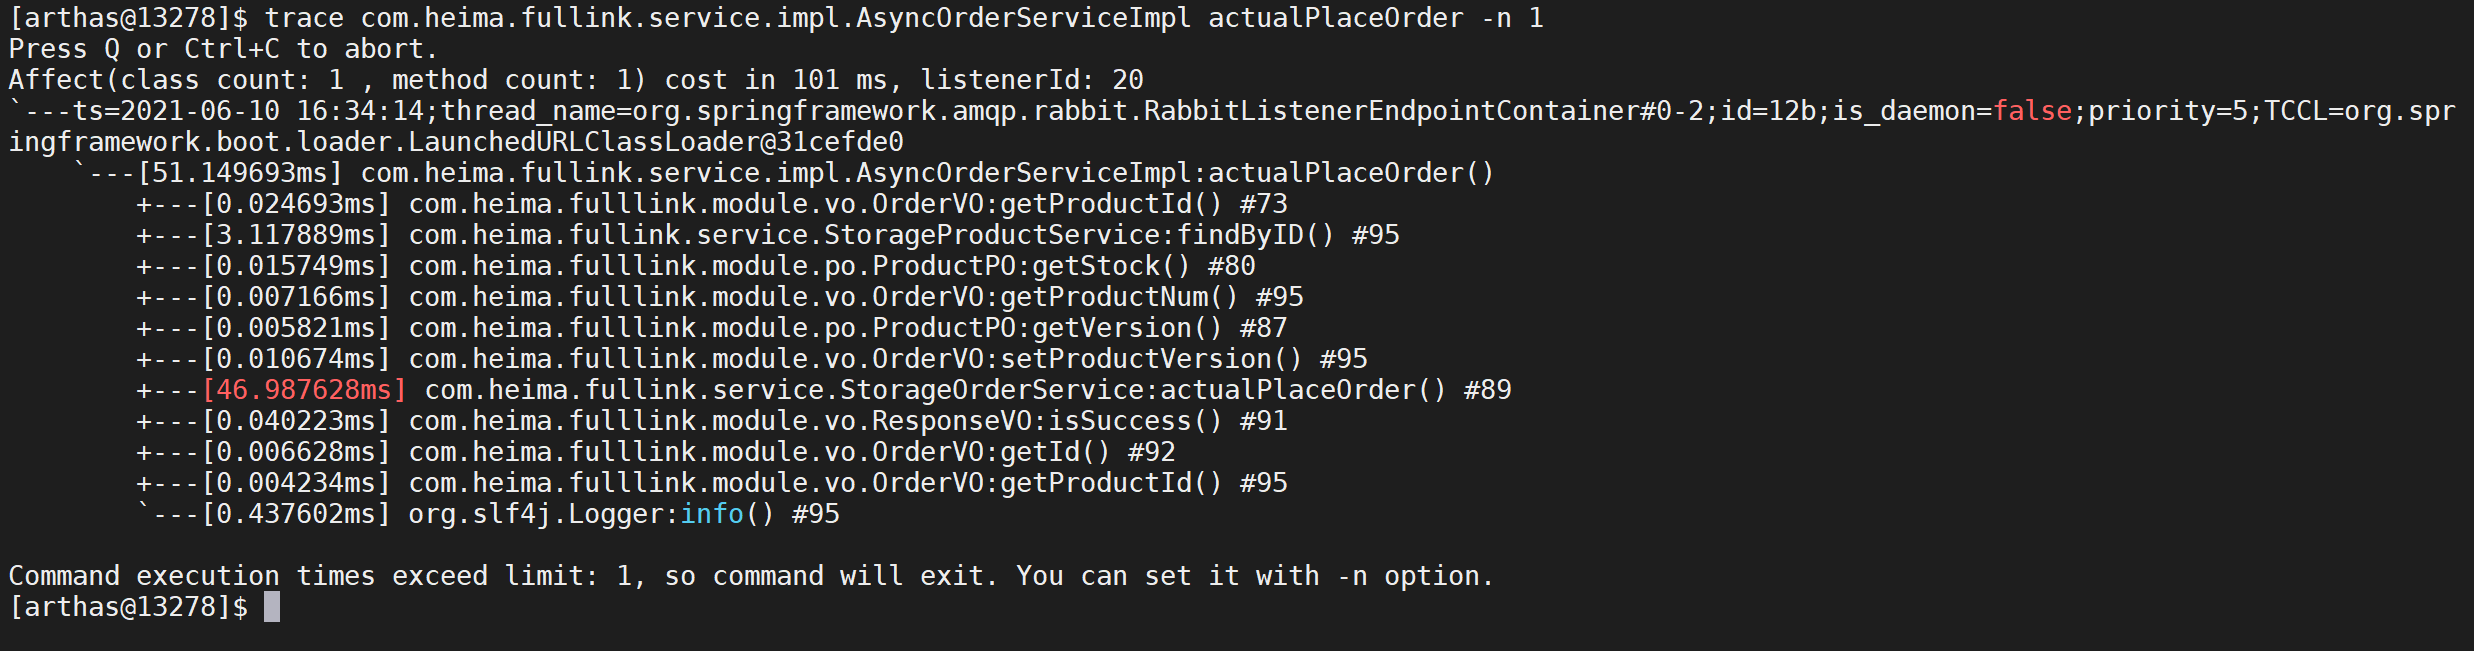 [arthas@13278]$ trace com.heima.fullink.service.impl.AsyncOrderServiceImpl actualPlaceOrder -n 1
Press Q or Ctrl+C to abort.
Affect(class count: 1 , method count: 1) cost in 101 ms, listenerId: 20
`---ts=2021-06-10 16:34:14;thread_name=org.springframework.amqp.rabbit.RabbitListenerEndpointContainer#0-2;id=12b;is_daemon=false;priority=5;TCCL=org.spr
ingframework.boot.loader.LaunchedURLClassLoader@31cefde0
    `---[51.149693ms] com.heima.fullink.service.impl.AsyncOrderServiceImpl:actualPlaceOrder()
        +---[0.024693ms] com.heima.fulllink.module.vo.OrderVO:getProductId() #73
        +---[3.117889ms] com.heima.fullink.service.StorageProductService:findByID() #95
        +---[0.015749ms] com.heima.fulllink.module.po.ProductPO:getStock() #80
        +---[0.007166ms] com.heima.fulllink.module.vo.OrderVO:getProductNum() #95
        +---[0.005821ms] com.heima.fulllink.module.po.ProductPO:getVersion() #87
        +---[0.010674ms] com.heima.fulllink.module.vo.OrderVO:setProductVersion() #95
        +---[46.987628ms] com.heima.fullink.service.StorageOrderService:actualPlaceOrder() #89
        +---[0.040223ms] com.heima.fulllink.module.vo.ResponseVO:isSuccess() #91
        +---[0.006628ms] com.heima.fulllink.module.vo.OrderVO:getId() #92
        +---[0.004234ms] com.heima.fulllink.module.vo.OrderVO:getProductId() #95
        `---[0.437602ms] org.slf4j.Logger:info() #95
Command execution times exceed limit: 1, so command will exit. You can set it with -n option.
[arthas@13278]$